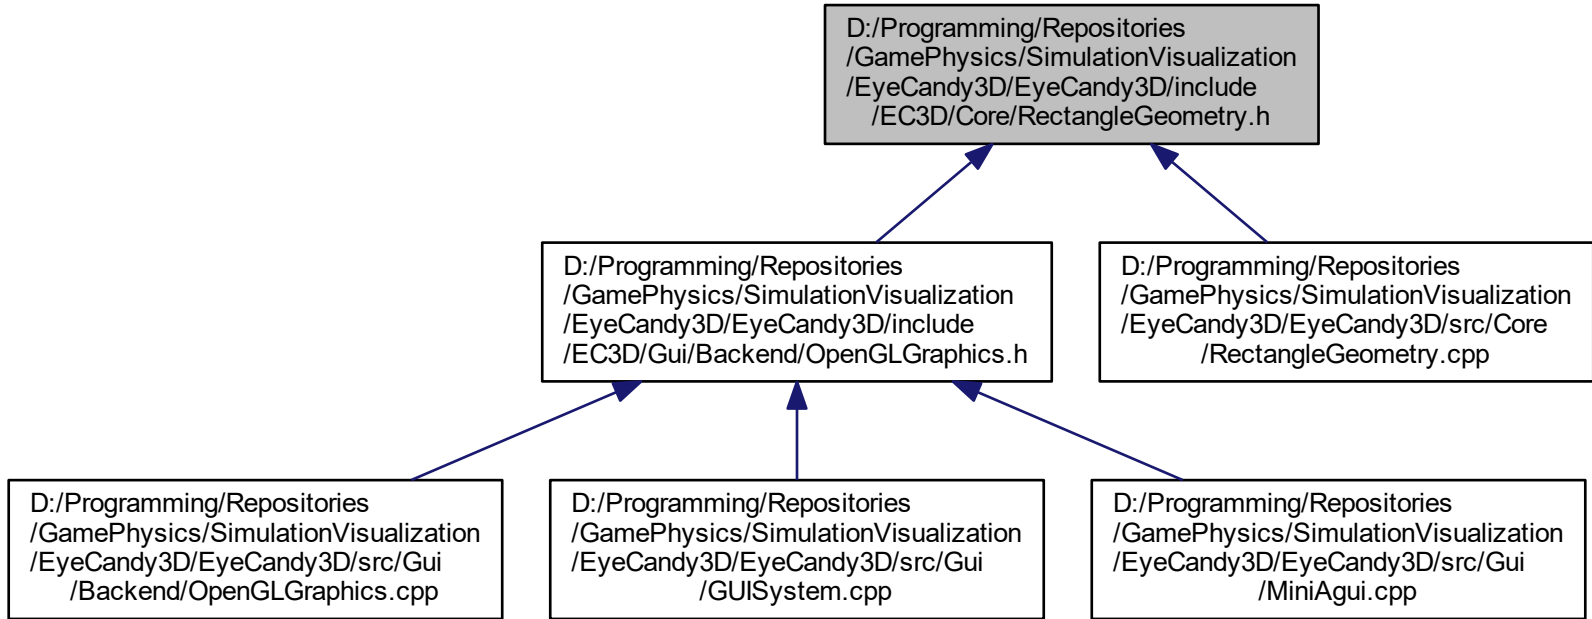 D:/Programming/Repositories
/GamePhysics/SimulationVisualization
/EyeCandy3D/EyeCandy3D/include
/EC3D/Core/RectangleGeometry.h
D:/Programming/Repositories
/GamePhysics/SimulationVisualization
/EyeCandy3D/EyeCandy3D/include
/EC3D/Gui/Backend/OpenGLGraphics.h
D:/Programming/Repositories
/GamePhysics/SimulationVisualization
/EyeCandy3D/EyeCandy3D/src/Core
/RectangleGeometry.cpp
D:/Programming/Repositories
/GamePhysics/SimulationVisualization
/EyeCandy3D/EyeCandy3D/src/Gui
/Backend/OpenGLGraphics.cpp
D:/Programming/Repositories
/GamePhysics/SimulationVisualization
/EyeCandy3D/EyeCandy3D/src/Gui
/GUISystem.cpp
D:/Programming/Repositories
/GamePhysics/SimulationVisualization
/EyeCandy3D/EyeCandy3D/src/Gui
/MiniAgui.cpp